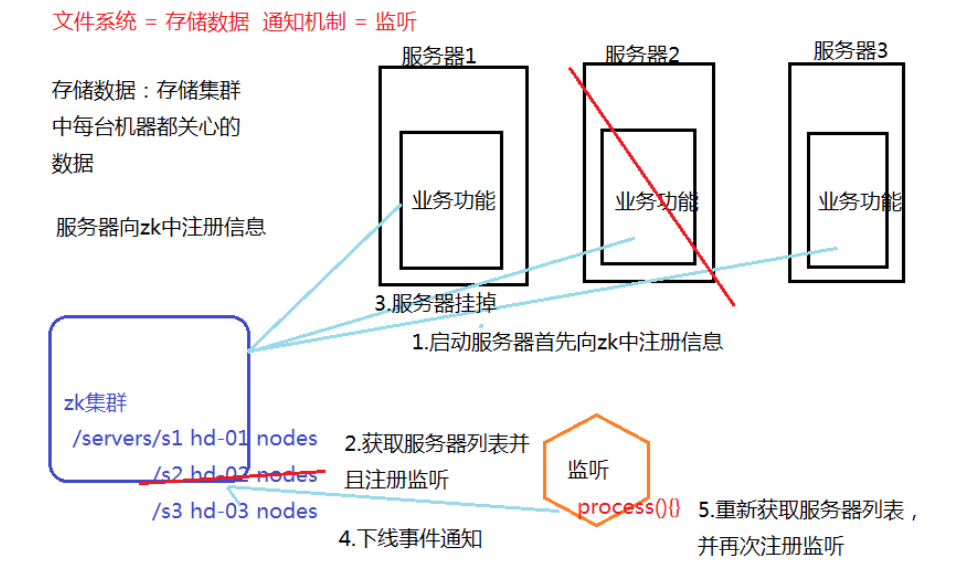 文件系统 = 存储数据  通知机制 = 监听
服务器1
服务器2
服务器3
存储数据：存储集群
中每台机器都关心的
数据
业务功能
业务功能
业务功能
服务器向zk中注册信息
3.服务器挂掉
1.启动服务器首先向zk中注册信息
zk集群
/servers/s1 hd-01 nodes
/s2 hd-02 nodes
/s3 hd-03 nodes
2.获取服务器列表并
且注册监听
监听
process(){}
4.下线事件通知
5.重新获取服务器列表，
并再次注册监听